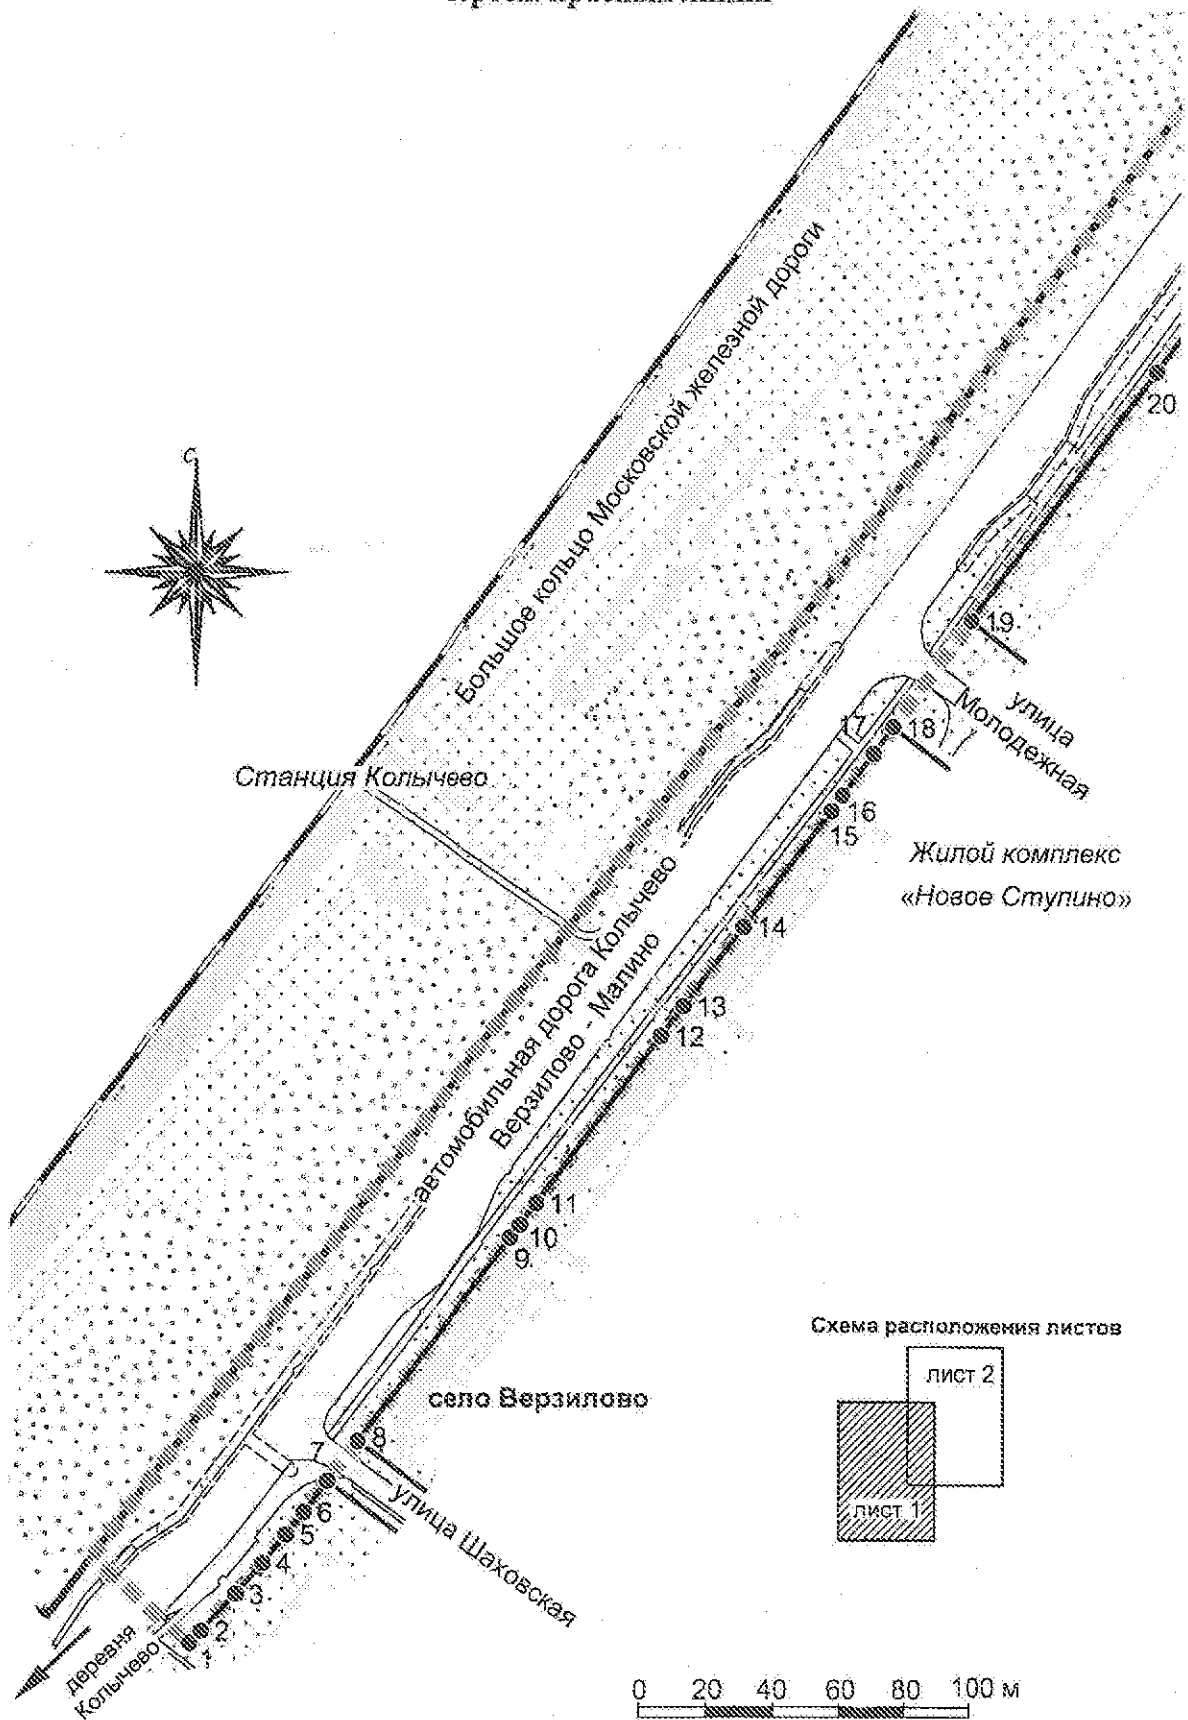 С
Большое кольцо Московской железной дороги
20
19
улица
Молодежная
17
18
Станция Колычево
16
15
Жилой комплекс
«Новое Ступино»
14
автомобильная дорога Колычево
Верзилово - Малино
13
12
11
10
9
Схема расположения листов
лист 2
лист 1
село Верзилово
8
7
улица Шаховская
6
5
4
3
2
1
деревня
Колычево
0 20 40 60 80 100 м